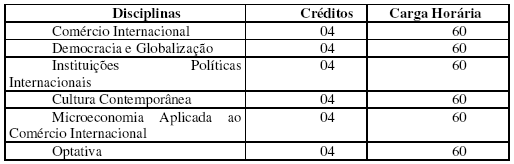 Disciplinas Créditos Carga Horária
Comércio Internacional 04 60
Democracia e Globalização 04 60
Instituições Políticas 04 60
Internacionais
Cultura Contemporânea 04 60
Microeconomia Aplicada ao 04 60
Comércio Internacional
Optativa 04 60